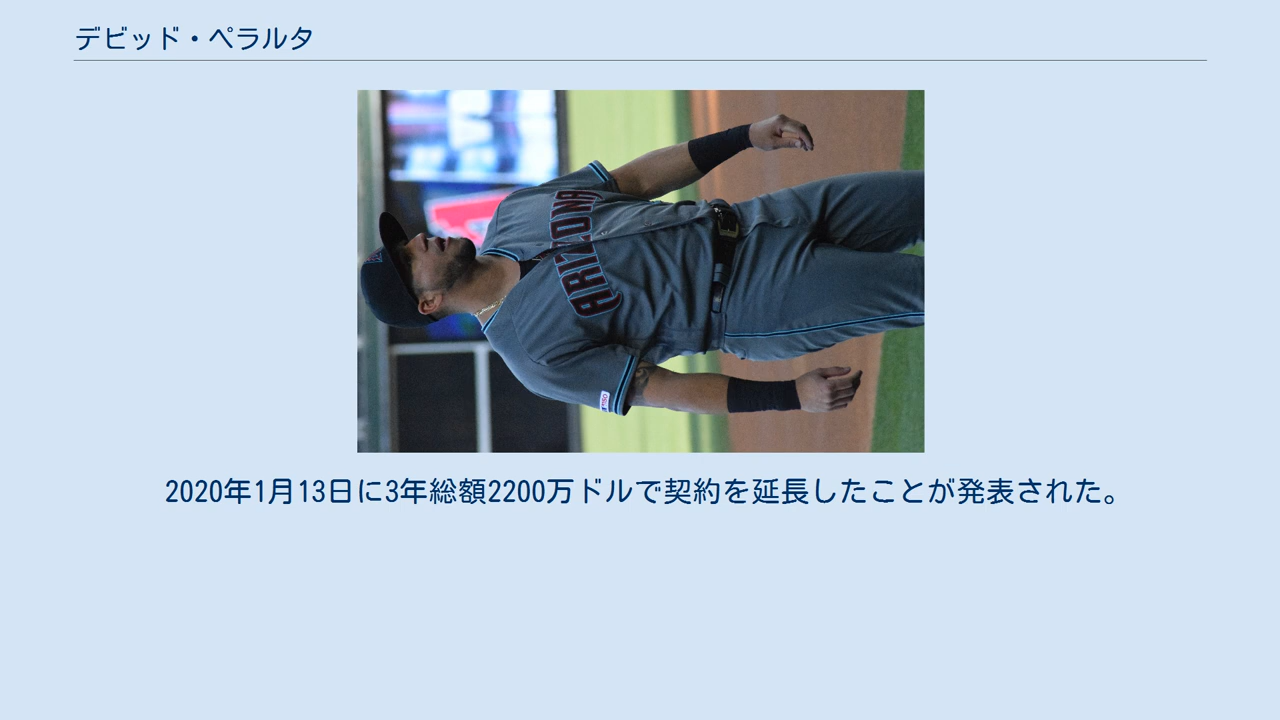 デビッド・ペラルタ
ARIZONA
2020年1月13日に3年総額2200万ドルで契約を延長したことが発表された。